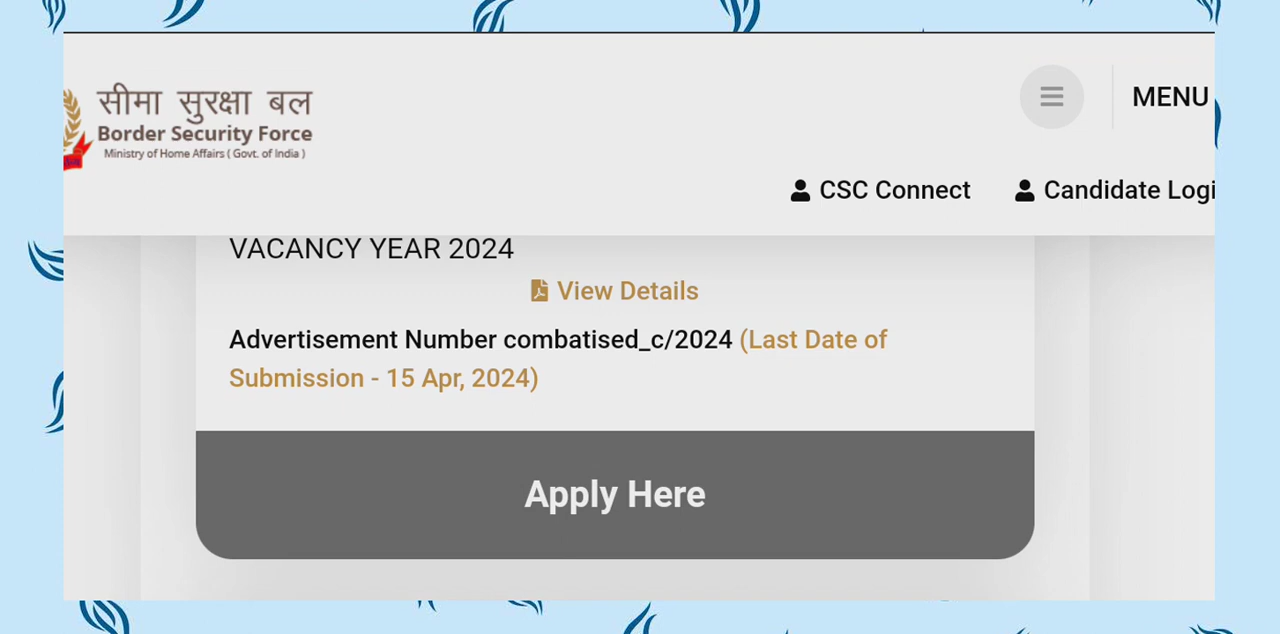 सीमा सुरक्षा बल
Border Security Force
Ministry of Home Affairs ( Govt. of India )
MENU
CSC Connect
Candidate Logi
VACANCY YEAR 2024
View Details
Advertisement Number combatised_c/2024 (Last Date of
Submission - 15 Apr, 2024)
Apply Here